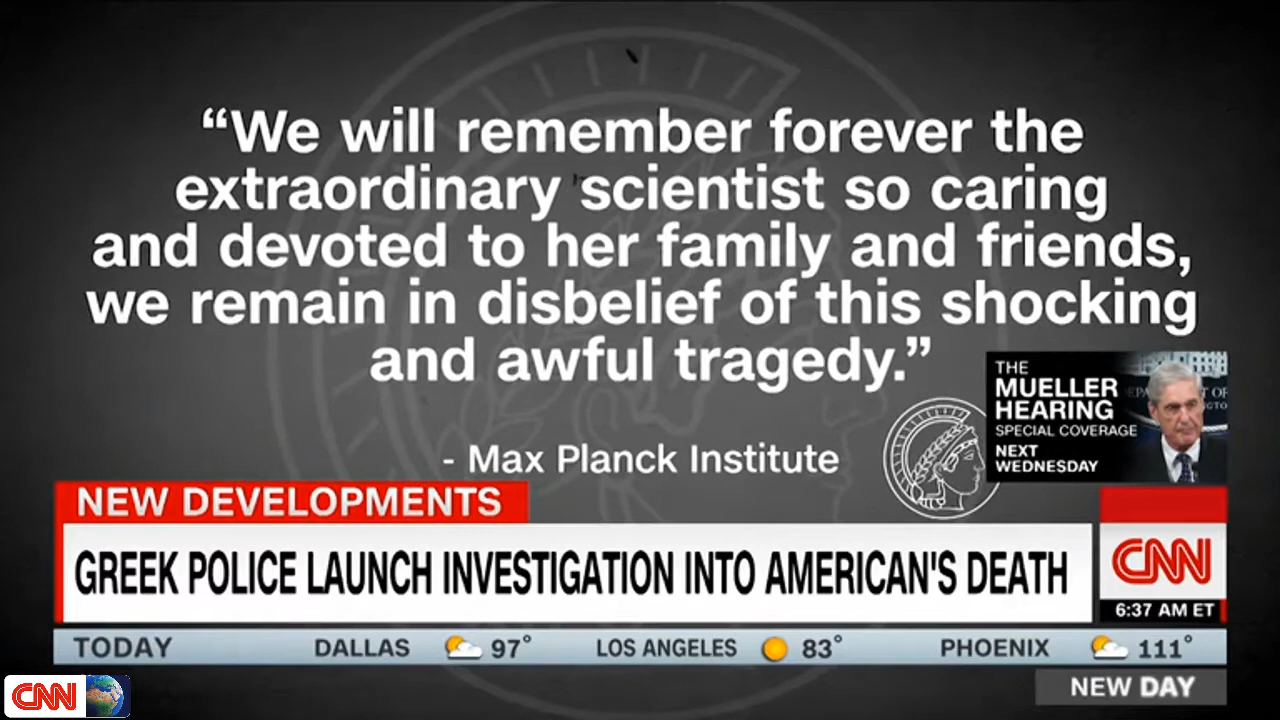 “We will remember forever the
extraordinary scientist so caring
and devoted to her family and friends,
we remain in disbelief of this shocking
and awful tragedy.”
- Max Planck Institute
THE
MUELLER
HEARING
SPECIAL COVERAGE
NEXT
WEDNESDAY
NEW DEVELOPMENTS
GREEK POLICE LAUNCH INVESTIGATION INTO AMERICAN'S DEATH
CNN
6:37 AM ET
TODAY DALLAS 97° LOS ANGELES 83° PHOENIX 111°
CNN
NEW DAY